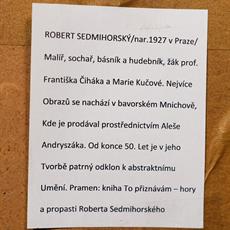 ROBERT SEDMIHORSKÝ/nar.1927 v Praze/
Malíř, sochař, básník a hudebník, žák prof.
Františka Čiháka a Marie Kučové. Nejvíce
Obrazů se nachází v bavorském Mnichově,
Kde je prodával prostřednictvím Aleše
Andryszáka. Od konce 50. Let je v jeho
Tvorbě patrný odklon k abstraktnímu
Umění. Pramen: kniha To přiznávám – hory
a propasti Roberta Sedmihorského